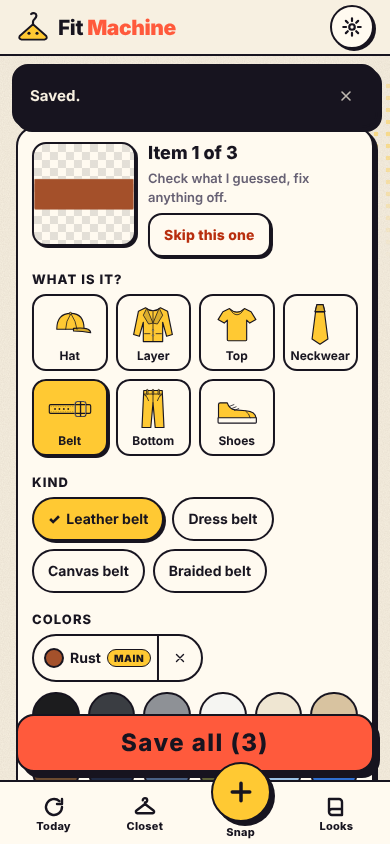 Fit Machine
Saved.
Item 1 of 3
Check what I guessed, fix
anything off.
Skip this one
WHAT IS IT?
Hat
Layer
Top
Neckwear
Belt
Bottom
Shoes
KIND
✓ Leather belt
Dress belt
Canvas belt
Braided belt
COLORS
Rust MAIN
Save all (3)
Today
Closet
Snap
Looks